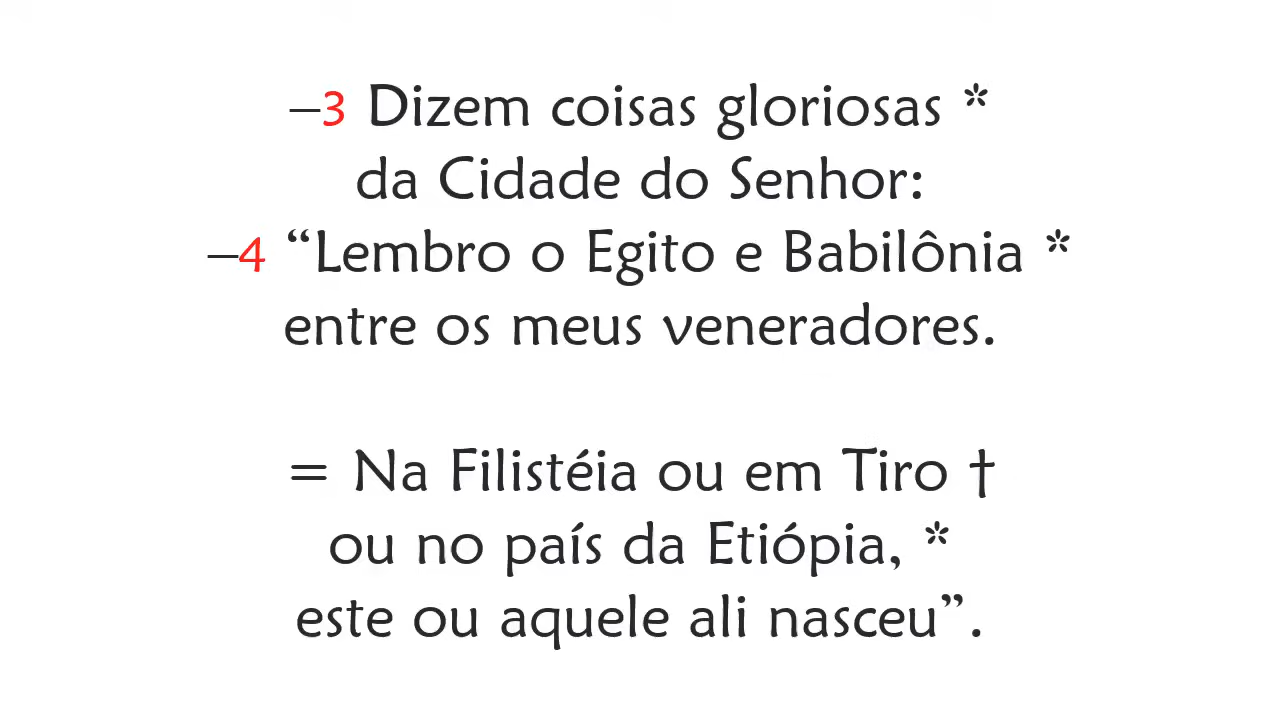 –3 Dizem coisas gloriosas *
da Cidade do Senhor:
–4 “Lembro o Egito e Babilônia *
entre os meus veneradores.
= Na Filistéia ou em Tiro †
ou no país da Etiópia, *
este ou aquele ali nasceu”.